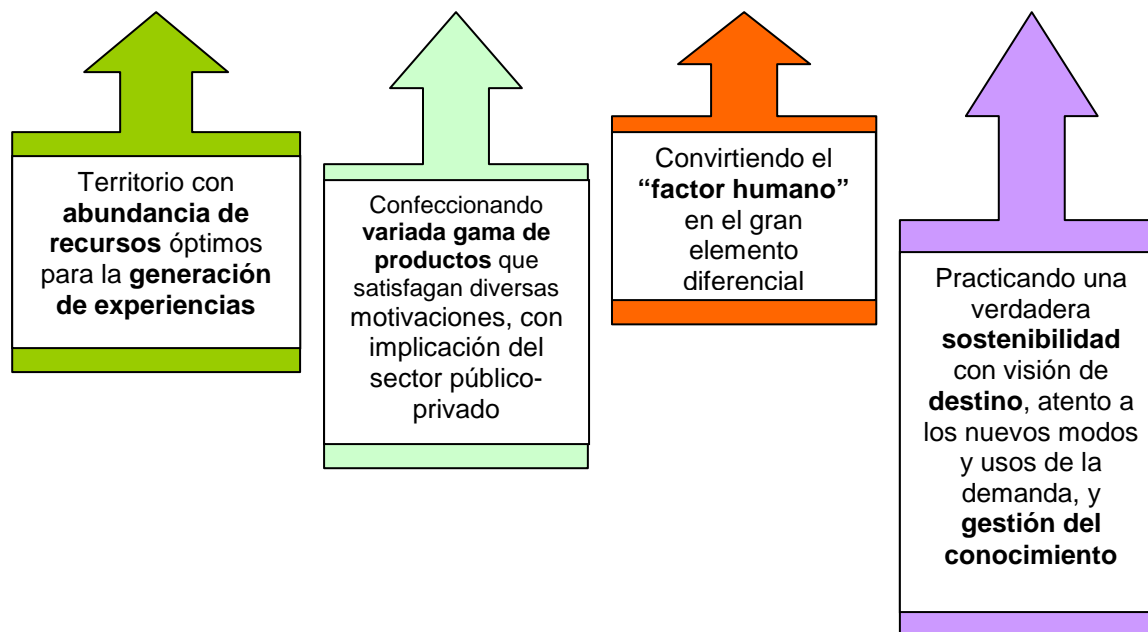 Territorio con
abundancia de
recursos óptimos
para la generación
de experiencias
Confeccionando
variada gama de
productos que
satisfagan diversas
motivaciones, con
implicación del
sector público-
privado
Convirtiendo el
“factor humano”
en el gran
elemento
diferencial
Practicando una
verdadera
sostenibilidad
con visión de
destino, atento a
los nuevos modos
y usos de la
demanda, y
gestión del
conocimiento